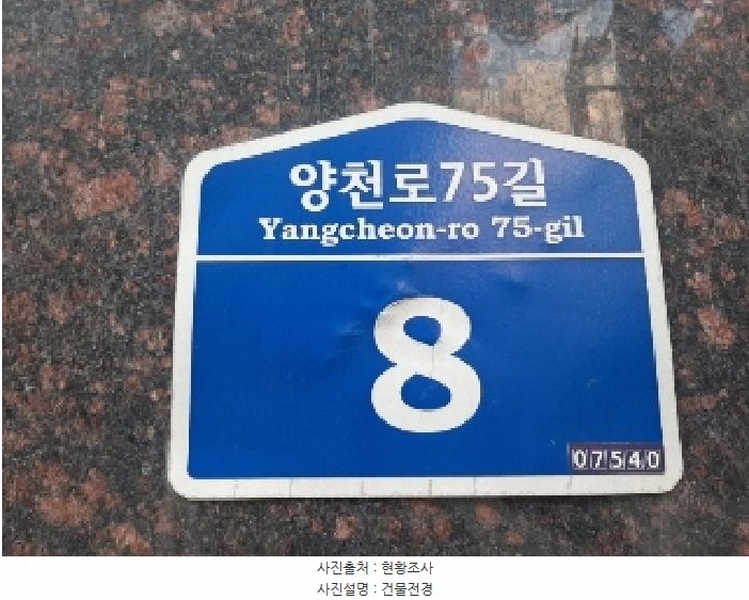 양천로75길
Yangcheon-ro 75-gil
8
07540
사진출처 : 현황조사
사진설명 : 건물전경